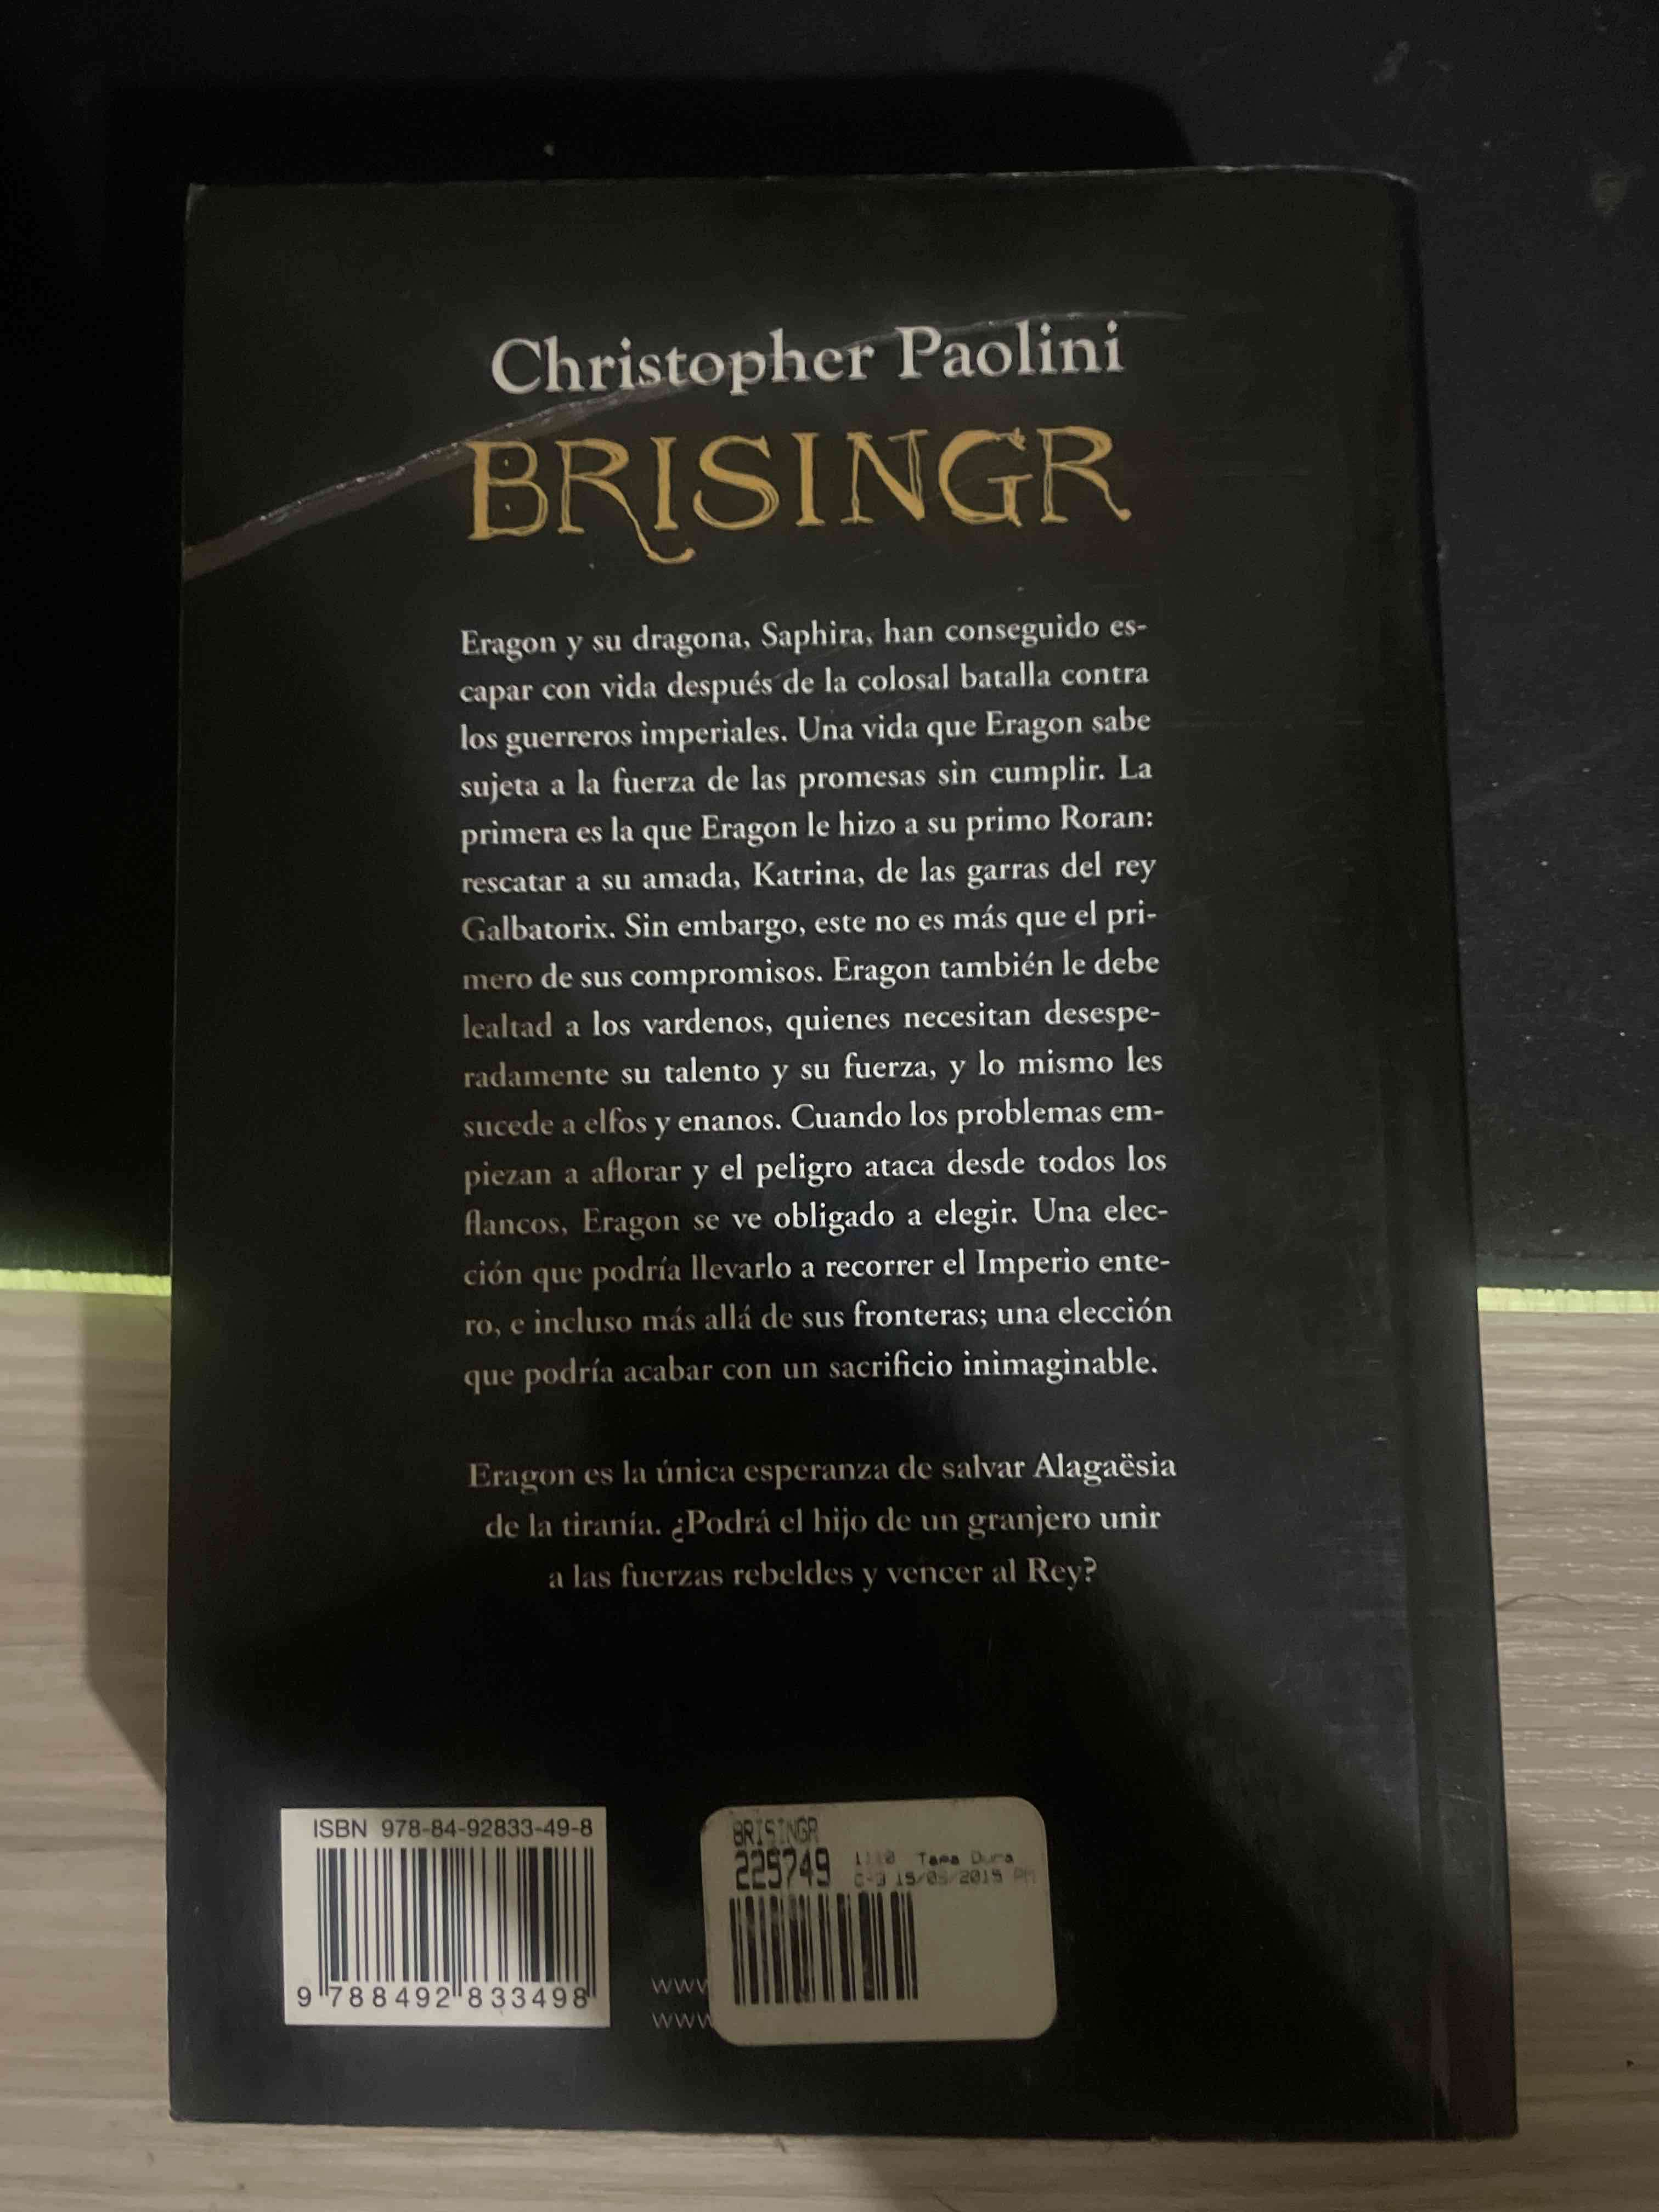 Christopher Paolini
BRISINGR
Eragon y su dragona, Saphira, han conseguido es-
capar con vida después de la colosal batalla contra
los guerreros imperiales. Una vida que Eragon sabe
sujeta a la fuerza de las promesas sin cumplir. La
primera es la que Eragon le hizo a su primo Roran:
rescatar a su amada, Katrina, de las garras del rey
Galbatorix. Sin embargo, este no es más que el pri-
mero de sus compromisos. Eragon también le debe
lealtad a los vardenos, quienes necesitan desespe-
radamente su talento y su fuerza, y lo mismo les
sucede a elfos y enanos. Cuando los problemas em-
piezan a aflorar y el peligro ataca desde todos los
flancos, Eragon se ve obligado a elegir. Una elec-
ción que podría llevarlo a recorrer el Imperio ente-
ro, e incluso más allá de sus fronteras; una elección
que podría acabar con un sacrificio inimaginable.
Eragon es la única esperanza de salvar Alagaësia
de la tiranía. ¿Podrá el hijo de un granjero unir
a las fuerzas rebeldes y vencer al Rey?
ISBN 978-84-92833-49-8
9 788492 833498
www
www
BRISINGR
225749
Tapa Dura